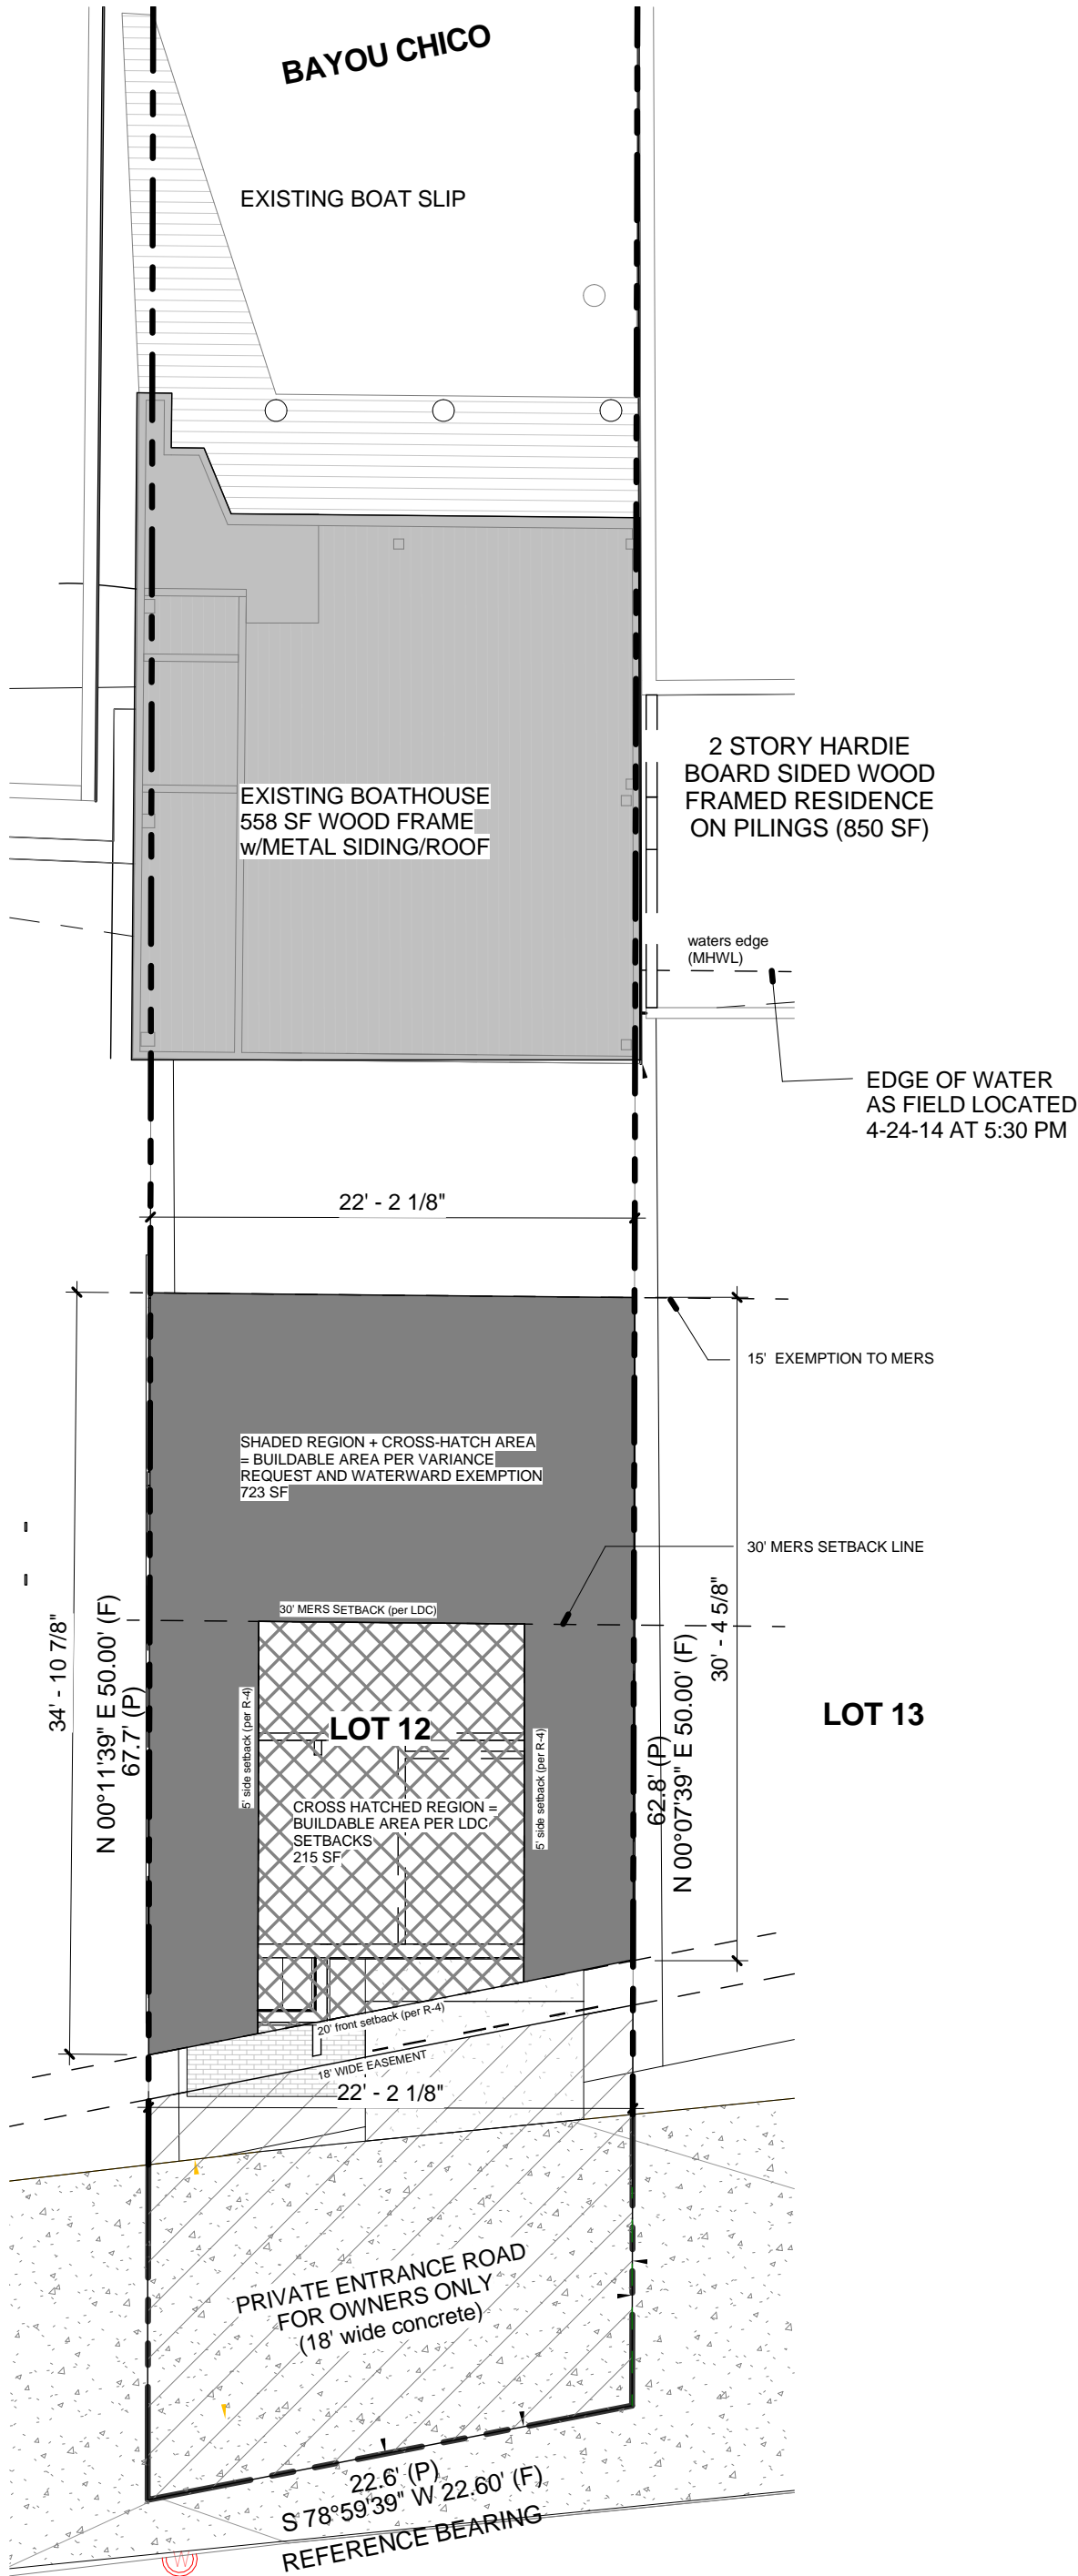 BAYOU CHICO
EXISTING BOAT SLIP
2 STORY HARDIE
BOARD SIDED WOOD
FRAMED RESIDENCE
ON PILINGS (850 SF)
EXISTING BOATHOUSE
558 SF WOOD FRAME
w/METAL SIDING/ROOF
waters edge
(MHWL)
EDGE OF WATER
AS FIELD LOCATED
4-24-14 AT 5:30 PM
22' - 2 1/8"
15' EXEMPTION TO MERS
SHADED REGION + CROSS-HATCH AREA
= BUILDABLE AREA PER VARIANCE
REQUEST AND WATERWARD EXEMPTION
723 SF
30' MERS SETBACK LINE
30' MERS SETBACK (per LDC)
34' - 10 7/8"
N 00°11'39" E 50.00' (F)
67.7' (P)
5' side setback (per R-4)
LOT 12
CROSS HATCHED REGION =
BUILDABLE AREA PER LDC
SETBACKS
215 SF
5' side setback (per R-4)
62.8' (P)
N 00°07'39" E 50.00' (F)
30' - 4 5/8"
LOT 13
20' front setback (per R-4)
18' WIDE EASEMENT
22' - 2 1/8"
PRIVATE ENTRANCE ROAD
FOR OWNERS ONLY
(18' wide concrete)
22.6' (P)
S 78°59'39" W 22.60' (F)
REFERENCE BEARING
W